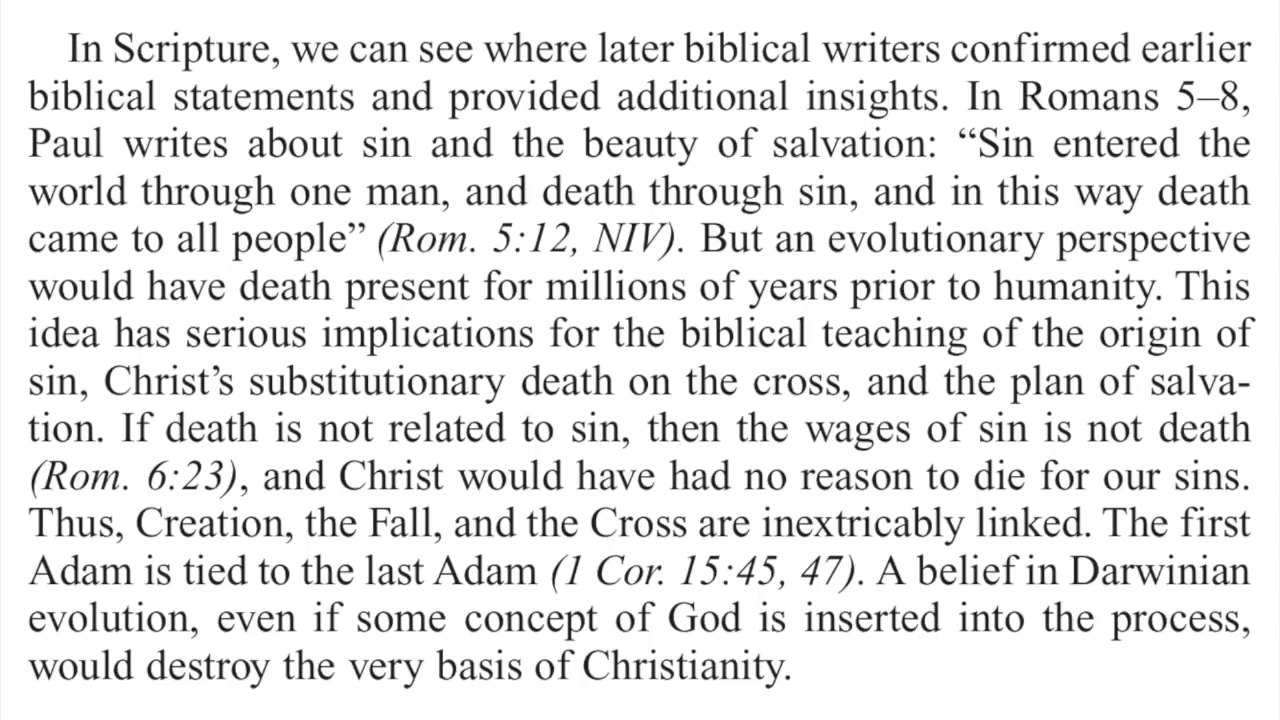 In Scripture, we can see where later biblical writers confirmed earlier
biblical statements and provided additional insights. In Romans 5–8,
Paul writes about sin and the beauty of salvation: “Sin entered the
world through one man, and death through sin, and in this way death
came to all people” (Rom. 5:12, NIV). But an evolutionary perspective
would have death present for millions of years prior to humanity. This
idea has serious implications for the biblical teaching of the origin of
sin, Christ’s substitutionary death on the cross, and the plan of salva-
tion. If death is not related to sin, then the wages of sin is not death
(Rom. 6:23), and Christ would have had no reason to die for our sins.
Thus, Creation, the Fall, and the Cross are inextricably linked. The first
Adam is tied to the last Adam (1 Cor. 15:45, 47). A belief in Darwinian
evolution, even if some concept of God is inserted into the process,
would destroy the very basis of Christianity.